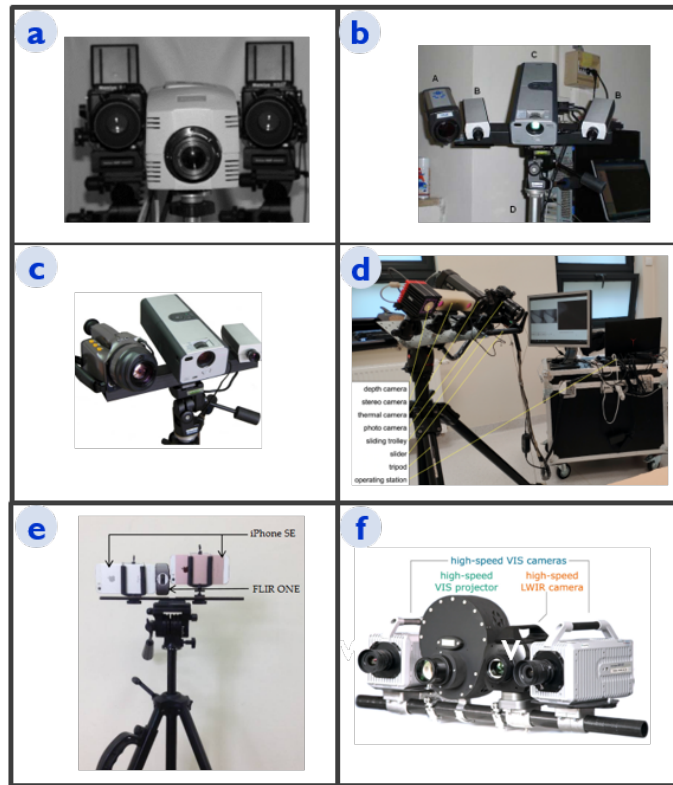 a
b
C
A
B
B
D
c
d
depth camera
stereo camera
thermal camera
photo camera
sliding trolley
slider
tripod
operating station
e
iPhone SE
FLIR ONE
f
high-speed VIS cameras
high-speed
VIS projector
high-speed
LWIR camera